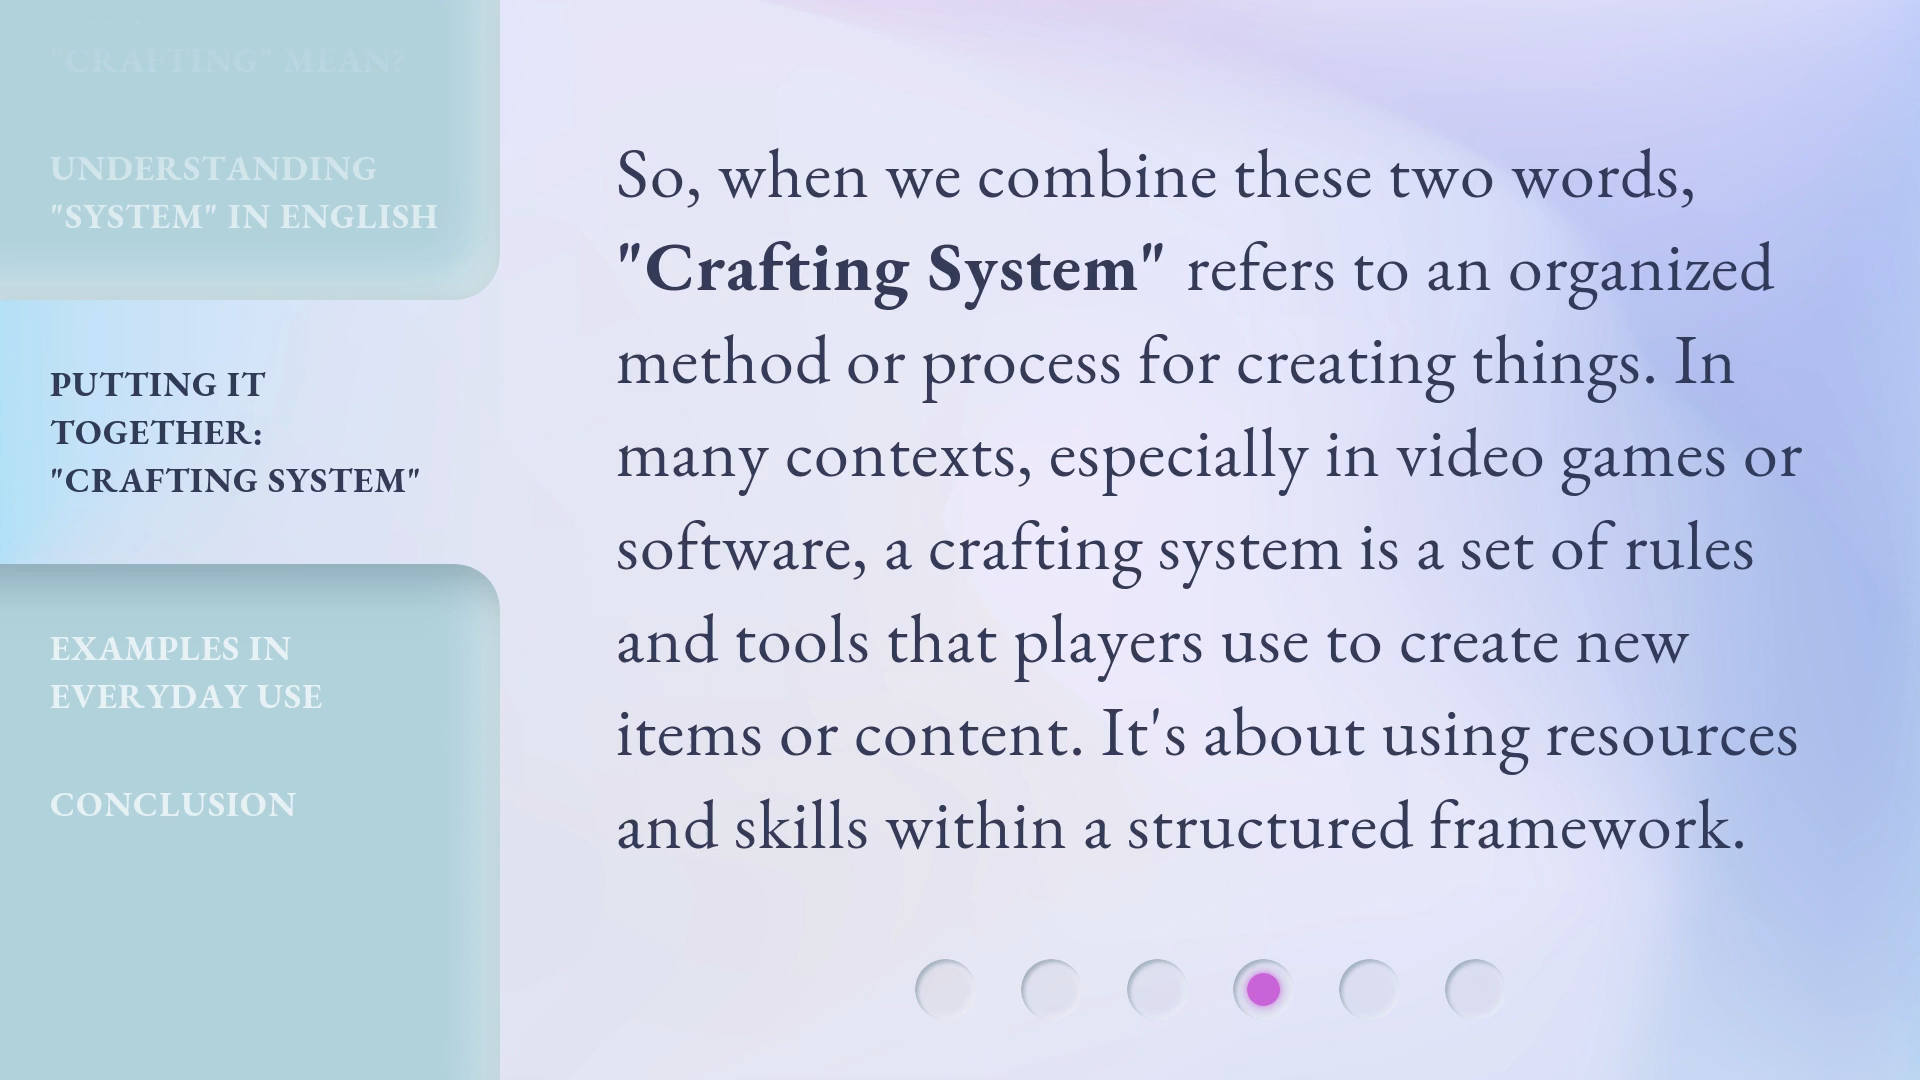 "CRAFTING" MEAN?
UNDERSTANDING
"SYSTEM" IN ENGLISH
PUTTING IT
TOGETHER:
"CRAFTING SYSTEM"
EXAMPLES IN
EVERYDAY USE
CONCLUSION
So, when we combine these two words,
"Crafting System" refers to an organized
method or process for creating things. In
many contexts, especially in video games or
software, a crafting system is a set of rules
and tools that players use to create new
items or content. It's about using resources
and skills within a structured framework.